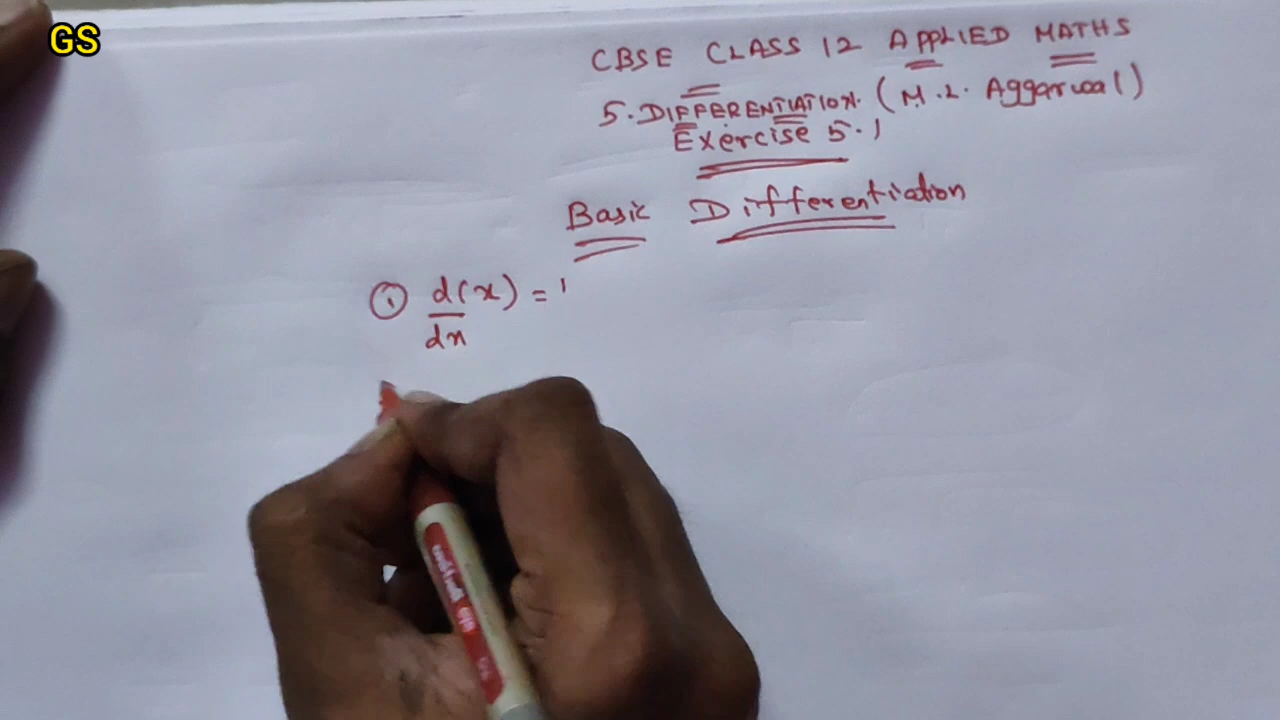 GS
CBSE CLASS 12 APPLIED MATHS
5. DIFFERENTIATION. (M.L. Aggarwal)
Exercise 5.1
Basic Differentiation
① d(x) = 1
dx